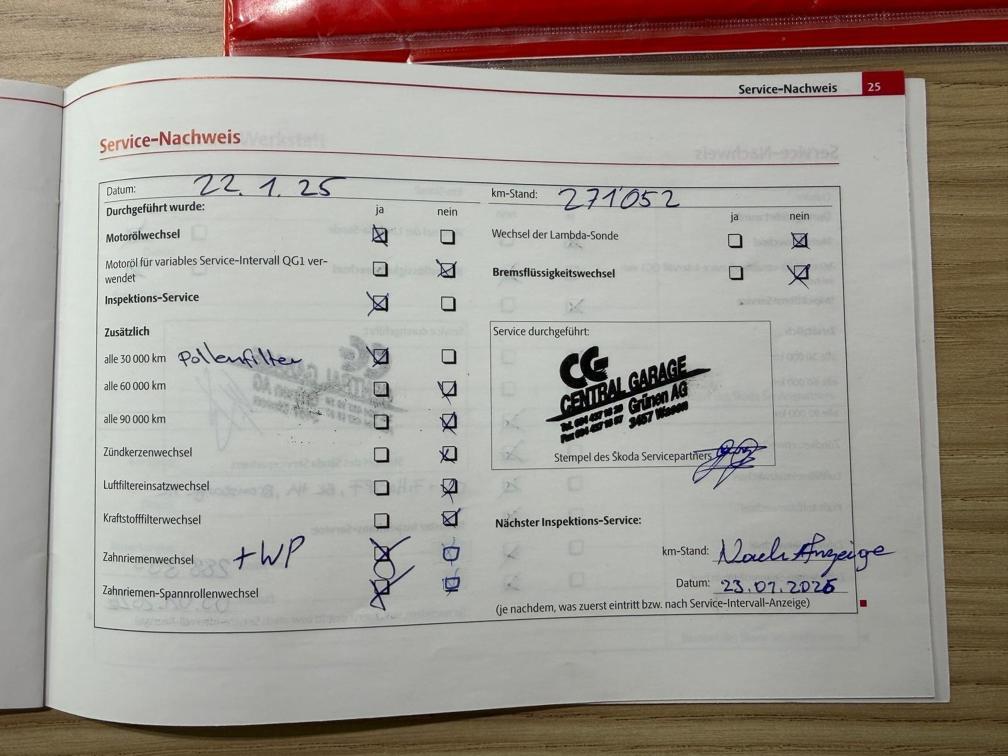 Service-Nachweis 25
Service-Nachweis
Datum: 22.1.25
km-Stand: 271'052
Durchgeführt wurde: ja nein
ja nein
Motorölwechsel
Wechsel der Lambda-Sonde
Motoröl für variables Service-Intervall QG1 ver-
wendet
Bremsflüssigkeitswechsel
Inspektions-Service
Zusätzlich
alle 30 000 km Pollenfilter
alle 60 000 km
alle 90 000 km
Zündkerzenwechsel
Luftfiltereinsatzwechsel
Kraftstofffilterwechsel
Zahnriemenwechsel + WP
Zahnriemen-Spannrollenwechsel
Service durchgeführt:
CG
CENTRAL GARAGE
Grünen AG
3457 Wasen
Stempel des Škoda Servicepartners
Nächster Inspektions-Service:
km-Stand: Nach Anzeige
Datum: 23.01.2026
(je nachdem, was zuerst eintritt bzw. nach Service-Intervall-Anzeige)